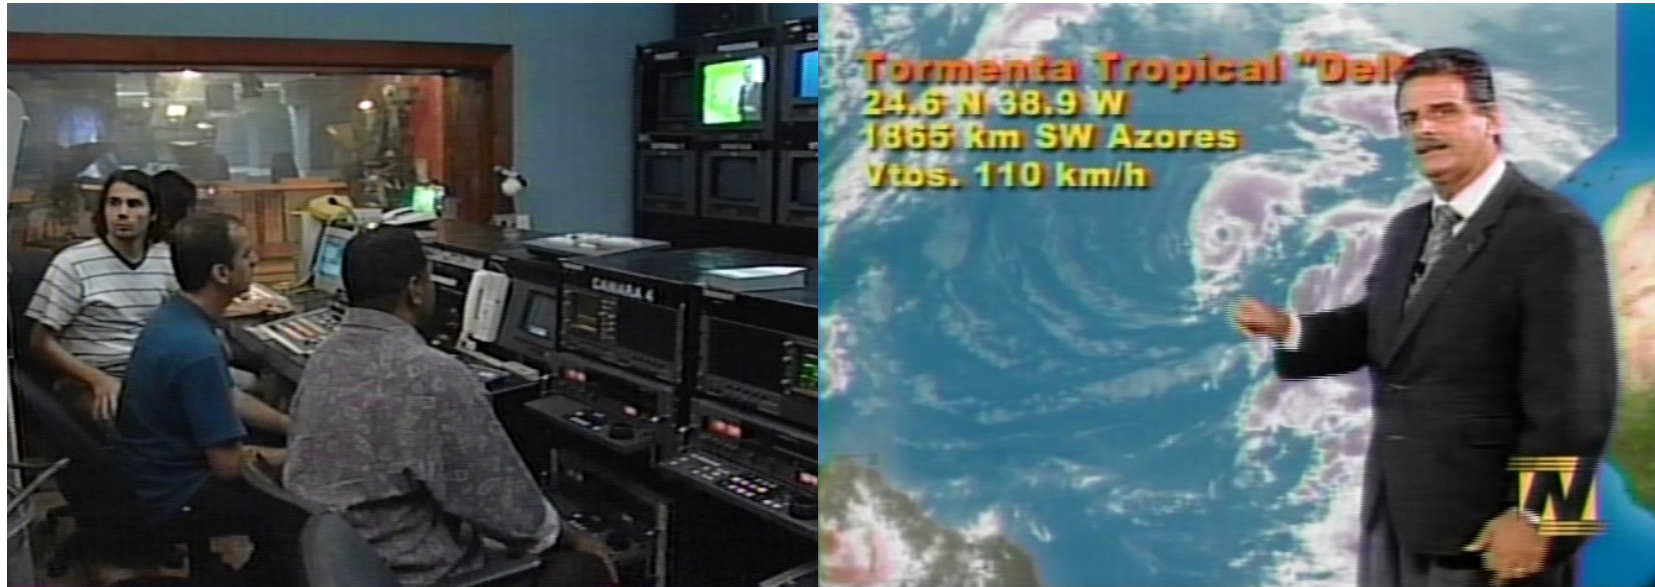 CAMARA 4
Tormenta Tropical "Del
24.6 N 38.9 W
1865 km SW Azores
Vtos. 110 km/h
N